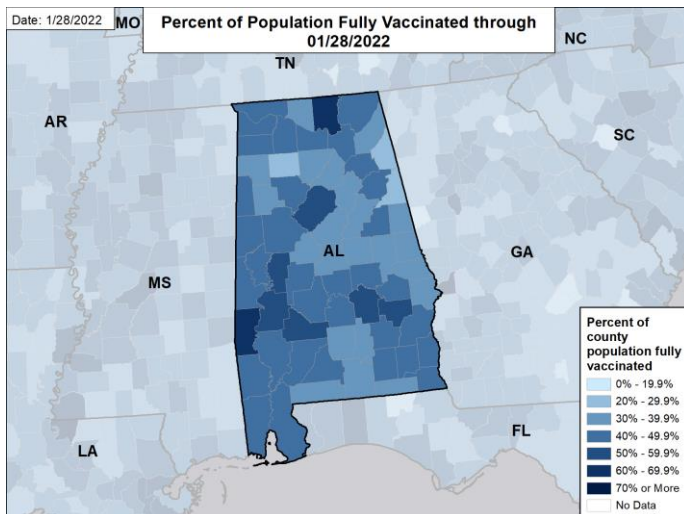 Date: 1/28/2022
Percent of Population Fully Vaccinated through
01/28/2022
MO
NC
TN
AR
SC
AL
MS
GA
LA
FL
Percent of
county
population fully
vaccinated
0% - 19.9%
20% - 29.9%
30% - 39.9%
40% - 49.9%
50% - 59.9%
60% - 69.9%
70% or More
No Data